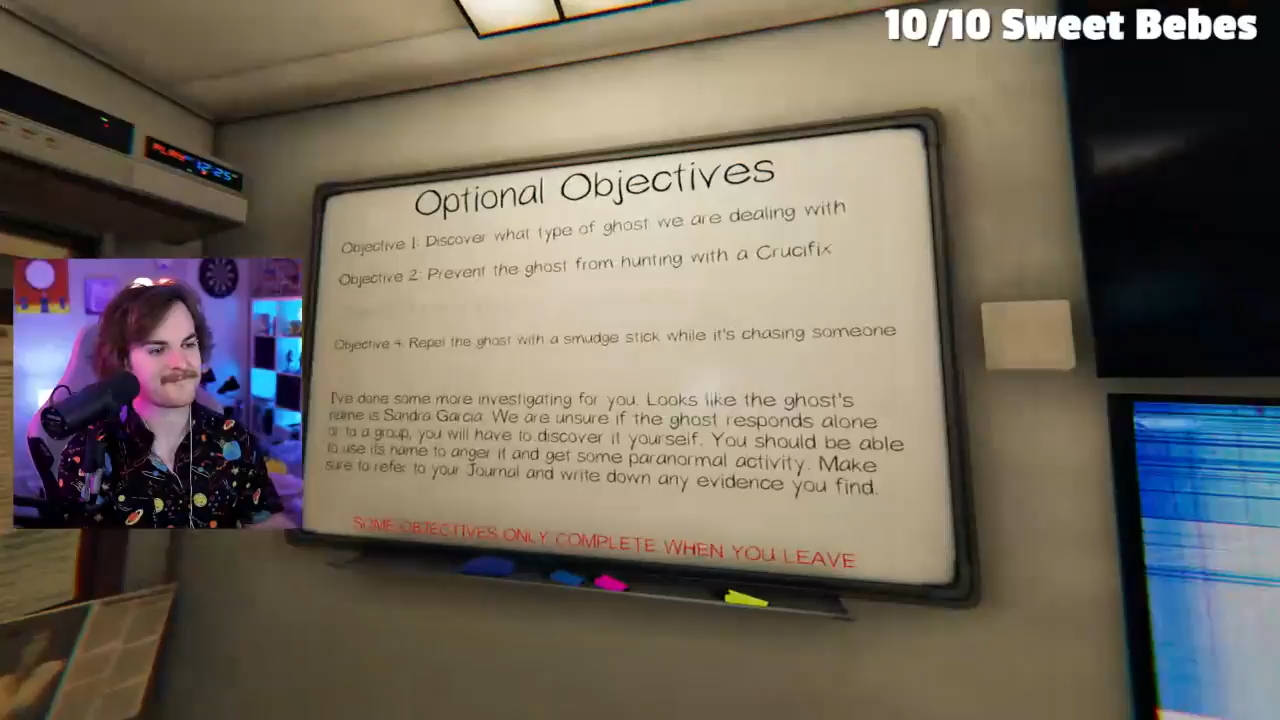 10/10 Sweet Bebes
PLAY 12:25
Optional Objectives
Objective 1: Discover what type of ghost we are dealing with
Objective 2: Prevent the ghost from hunting with a Crucifix
Objective 4: Repel the ghost with a smudge stick while it's chasing someone
I've done some more investigating for you. Looks like the ghost's
name is Sandra Garcia. We are unsure if the ghost responds alone
or to a group, you will have to discover it yourself. You should be able
to use its name to anger it and get some paranormal activity. Make
sure to refer to your Journal and write down any evidence you find.
SOME OBJECTIVES ONLY COMPLETE WHEN YOU LEAVE